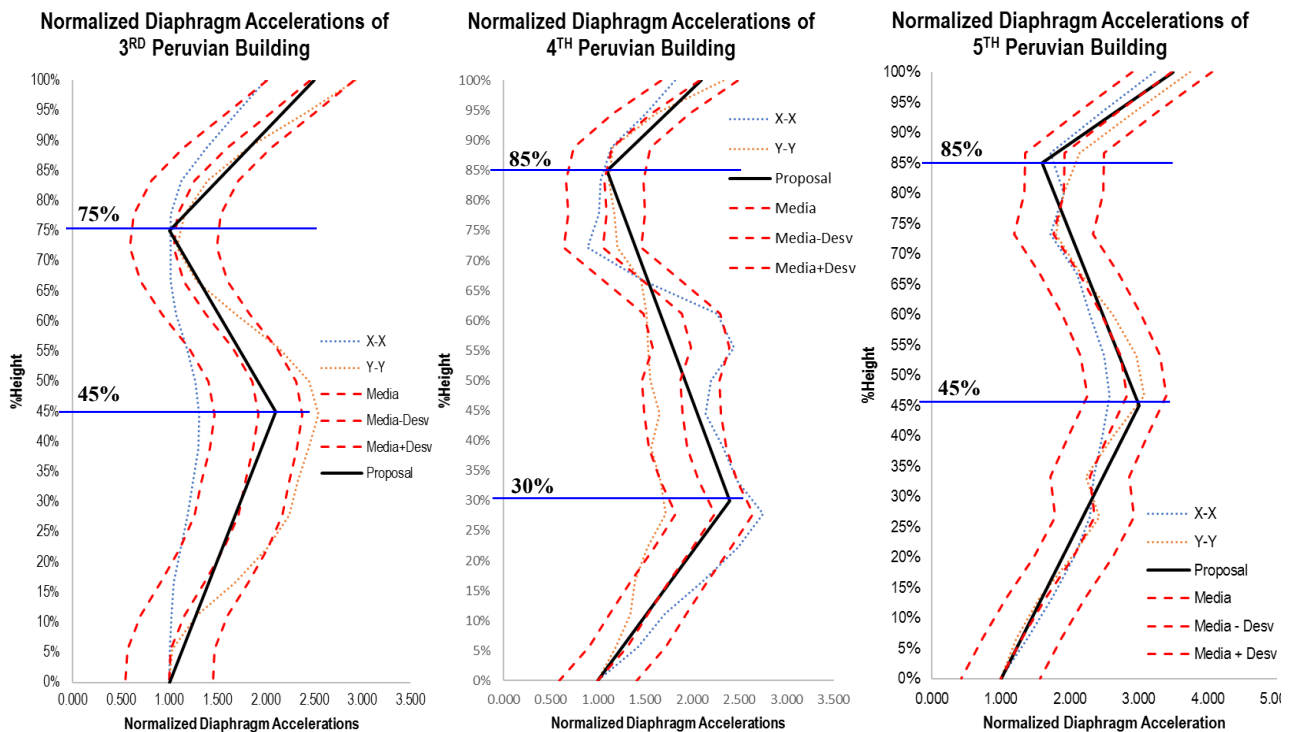 Normalized Diaphragm Accelerations of
3RD Peruvian Building
%Height
100%
95%
90%
85%
80%
75%
70%
65%
60%
55%
50%
45%
40%
35%
30%
25%
20%
15%
10%
5%
0%
75%
45%
X-X
Y-Y
Media
Media-Desv
Media+Desv
Proposal
0.000 0.500 1.000 1.500 2.000 2.500 3.000 3.500
Normalized Diaphragm Accelerations
Normalized Diaphragm Accelerations of
4TH Peruvian Building
%Height
100%
95%
90%
85%
80%
75%
70%
65%
60%
55%
50%
45%
40%
35%
30%
25%
20%
15%
10%
5%
0%
85%
30%
X-X
Y-Y
Proposal
Media
Media-Desv
Media+Desv
0.000 0.500 1.000 1.500 2.000 2.500 3.000 3.500
Normalized Diaphragm Accelerations
Normalized Diaphragm Accelerations of
5TH Peruvian Building
%Height
100%
95%
90%
85%
80%
75%
70%
65%
60%
55%
50%
45%
40%
35%
30%
25%
20%
15%
10%
5%
0%
85%
45%
X-X
Y-Y
Proposal
Media
Media - Desv
Media + Desv
0.000 1.000 2.000 3.000 4.000 5.0
Normalized Diaphragm Acceleration